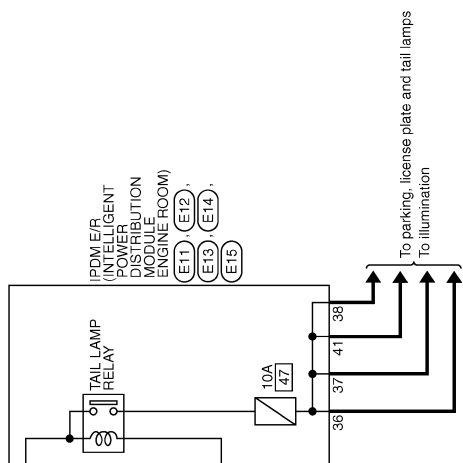 IPDM E/R
(INTELLIGENT
POWER
DISTRIBUTION
MODULE
ENGINE ROOM)
E11, E12,
E13, E14,
E15
To parking, license plate and tail lamps
To illumination
TAIL LAMP
RELAY
10A
47
38
41
37
36